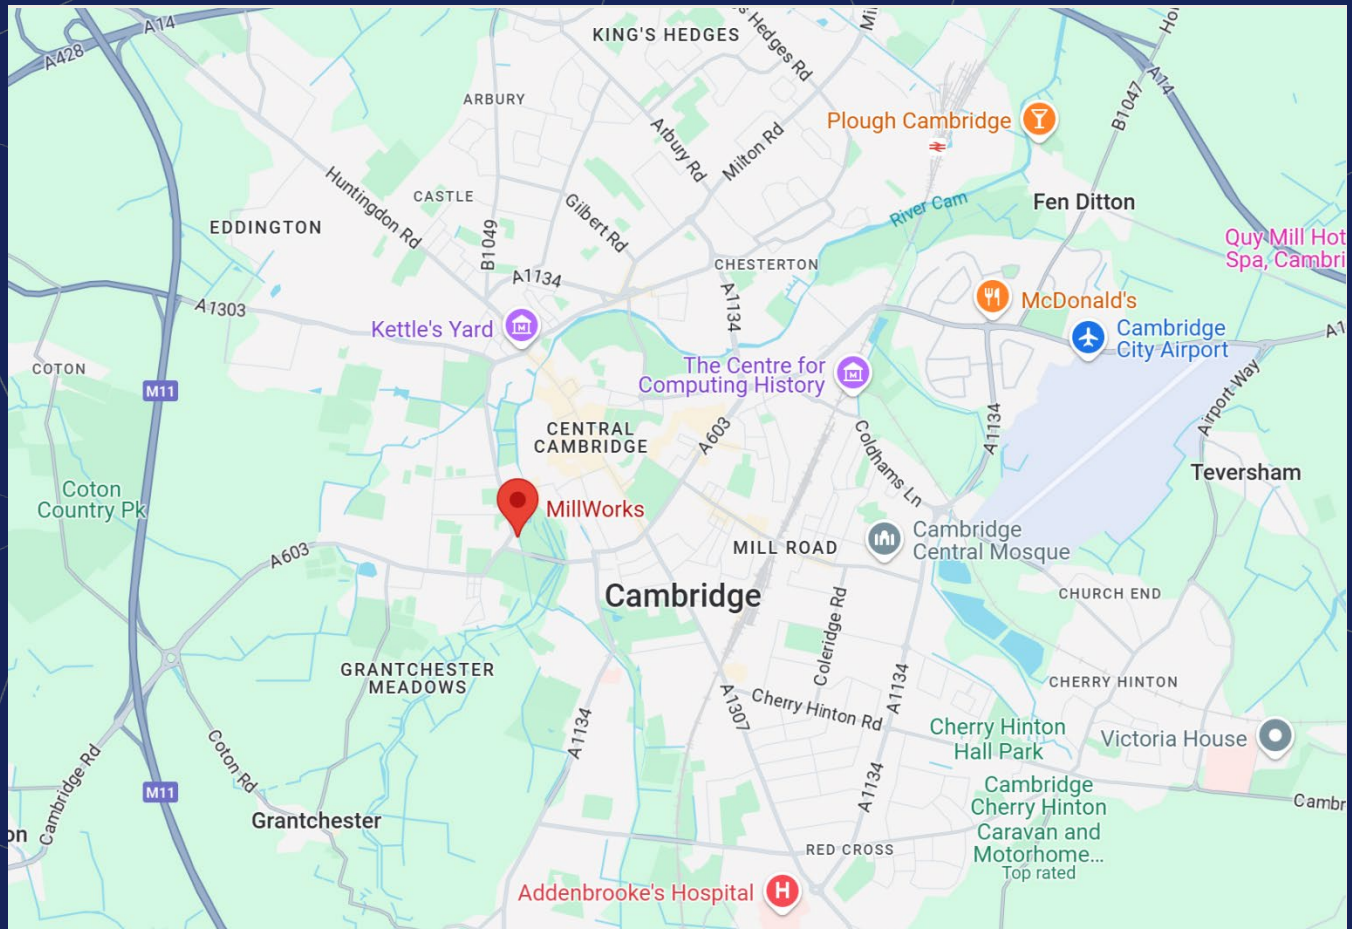 A14
A428
KING'S HEDGES
s Hedges Rd
A14
B1047
ARBURY
Plough Cambridge
Arbury Rd
Milton Rd
Huntingdon Rd
CASTLE
Gilbert Rd
River Cam
Fen Ditton
EDDINGTON
B1049
Quy Mill Hot
Spa, Cambri
CHESTERTON
A1134
A1303
A1134
McDonald's
Kettle's Yard
Cambridge
City Airport
A1
COTON
M11
The Centre for
Computing History
Airport Way
CENTRAL
CAMBRIDGE
A603
A1134
Coldhams Ln
Teversham
Coton
Country Pk
MillWorks
A603
MILL ROAD
Cambridge
Central Mosque
Cambridge
CHURCH END
Coleridge Rd
GRANTCHESTER
MEADOWS
CHERRY HINTON
A1134
A1307
Cherry Hinton Rd
A1134
Cherry Hinton
Hall Park
Victoria House
Coton Rd
Cambridge Rd
M11
A1134
Cambridge
Cherry Hinton
Caravan and
Motorhome...
Top rated
Cambr
Grantchester
on
RED CROSS
Addenbrooke's Hospital
H